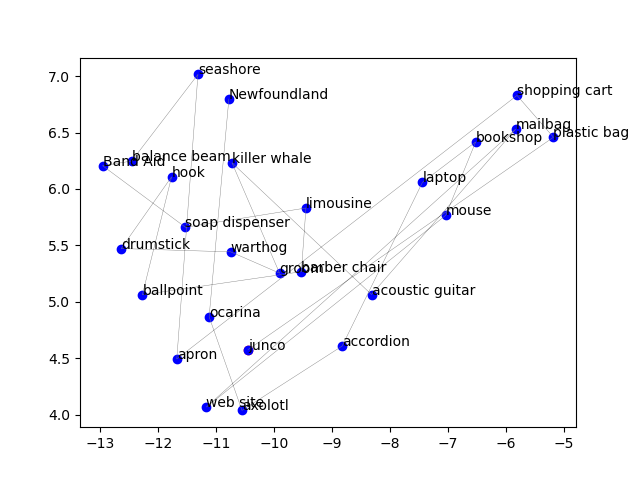 7.0
6.5
6.0
5.5
5.0
4.5
4.0
seashore
Newfoundland
shopping cart
mailbag
plastic bag
bookshop
balance beam
Band Aid
killer whale
hook
laptop
limousine
mouse
soap dispenser
drumstick
warthog
groom
barber chair
ballpoint
acoustic guitar
ocarina
apron
junco
accordion
web site
axolotl
−13
−12
−11
−10
−9
−8
−7
−6
−5